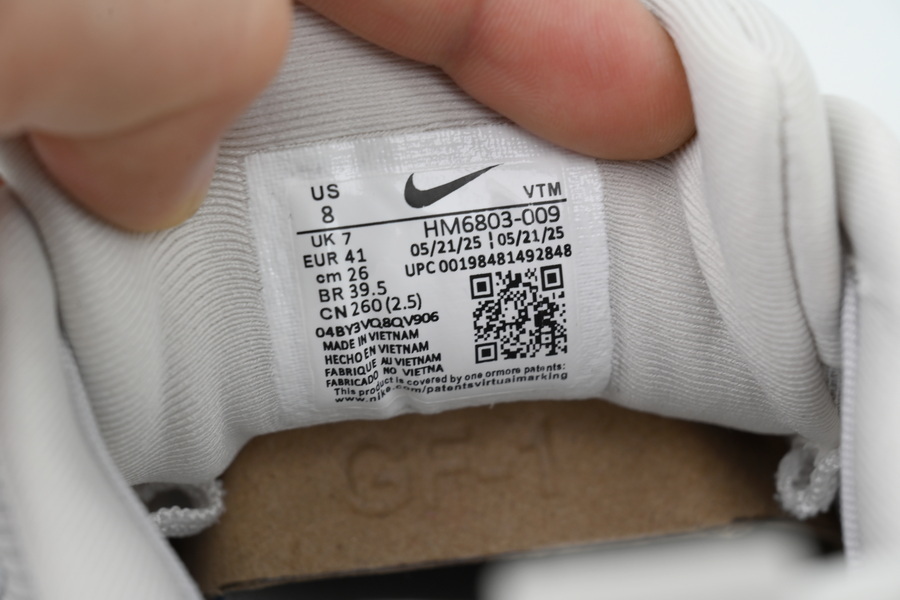 US
8
VTM
HM6803-009
UK 7
EUR 41
cm 26
BR 39.5
CN 260 (2.5)
05/21/25 ¦ 05/21/25
UPC 00198481492848
04BY3VQ8QV906
MADE IN VIETNAM
HECHO EN VIETNAM
FABRIQUE AU VIETNAM
FABRICADO NO VIETNA
This product is covered by one ormore patents:
www.nike.com/patentsvirtualmarking
GF-1